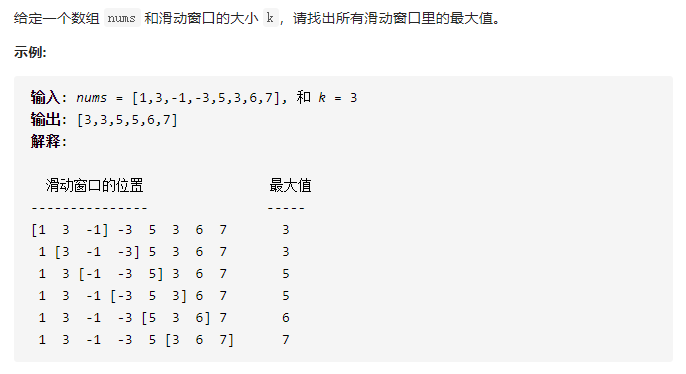 给定一个数组 nums 和滑动窗口的大小 k，请找出所有滑动窗口里的最大值。
示例:
输入: nums = [1,3,-1,-3,5,3,6,7], 和 k = 3
输出: [3,3,5,5,6,7]
解释:
滑动窗口的位置 最大值
--------------- -----
[1 3 -1] -3 5 3 6 7 3
1 [3 -1 -3] 5 3 6 7 3
1 3 [-1 -3 5] 3 6 7 5
1 3 -1 [-3 5 3] 6 7 5
1 3 -1 -3 [5 3 6] 7 6
1 3 -1 -3 5 [3 6 7] 7